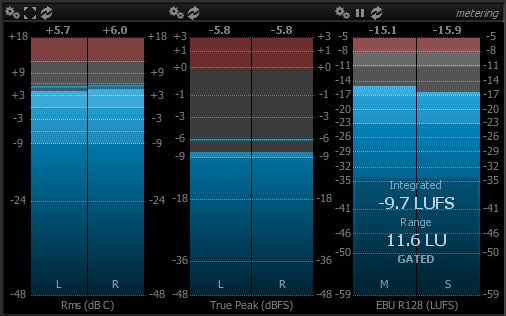 metering
+5.7 +6.0 -5.8 -5.8 -15.1 -15.9
+18 +18 +3 +3 -5 -5
+9 +9 +1 +1 -8 -8
+3 +3 +0 +0 -11 -11
-3 -3 -2 -2 -14 -14
-9 -9 -4 -4 -17 -17
-24 -24 -6 -6 -20 -20
-48 -48 -9 -9 -23 -23
-18 -18 -26 -26
-36 -36 -29 -29
-48 -48 -32 -32
-35 -35
-41 -41
-46 -46
-50 -50
-59 -59
Integrated
-9.7 LUFS
Range
11.6 LU
GATED
L R L R M S
Rms (dB C) True Peak (dBFS) EBU R128 (LUFS)